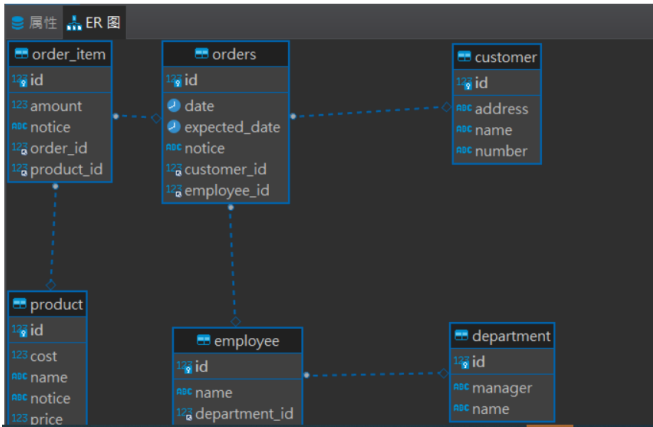 属性 ER 图
order_item
123 id
123 amount
ABC notice
123 order_id
123 product_id
orders
123 id
date
expected_date
ABC notice
123 customer_id
123 employee_id
customer
123 id
ABC address
ABC name
ABC number
product
123 id
123 cost
ABC name
ABC notice
123 price
employee
123 id
ABC name
123 department_id
department
123 id
ABC manager
ABC name